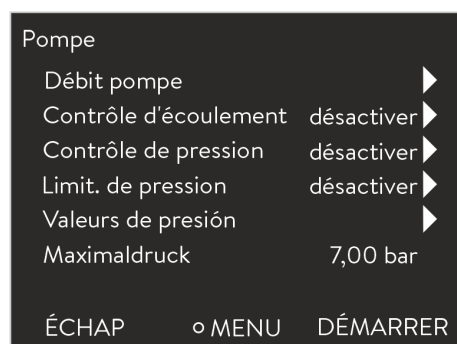 Pompe
Débit pompe
Contrôle d'écoulement désactiver
Contrôle de pression désactiver
Limit. de pression désactiver
Valeurs de presión
Maximaldruck 7,00 bar
ÉCHAP MENU DÉMARRER